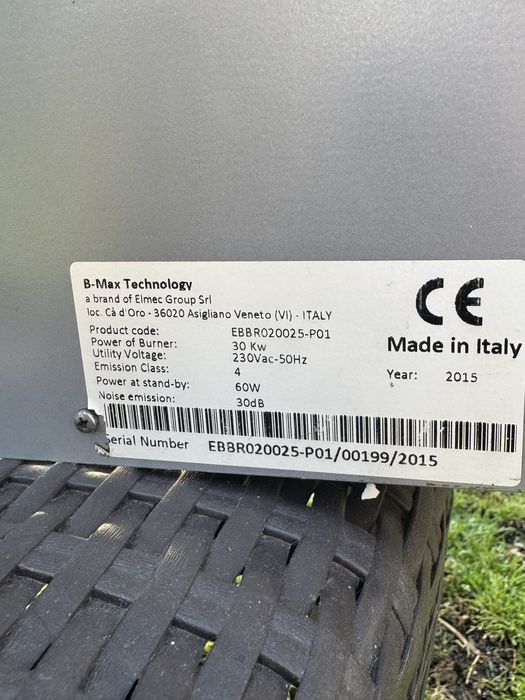 B-Max Technology
a brand of Elmec Group Srl
loc. Cà d'Oro - 36020 Asigliano Veneto (VI) - ITALY
Product code: EBBR020025-P01
Power of Burner: 30 Kw
Utility Voltage: 230Vac-50Hz
Emission Class: 4
Power at stand-by: 60W
Noise emission: 30dB
CE
Made in Italy
Year: 2015
Serial Number EBBR020025-P01/00199/2015